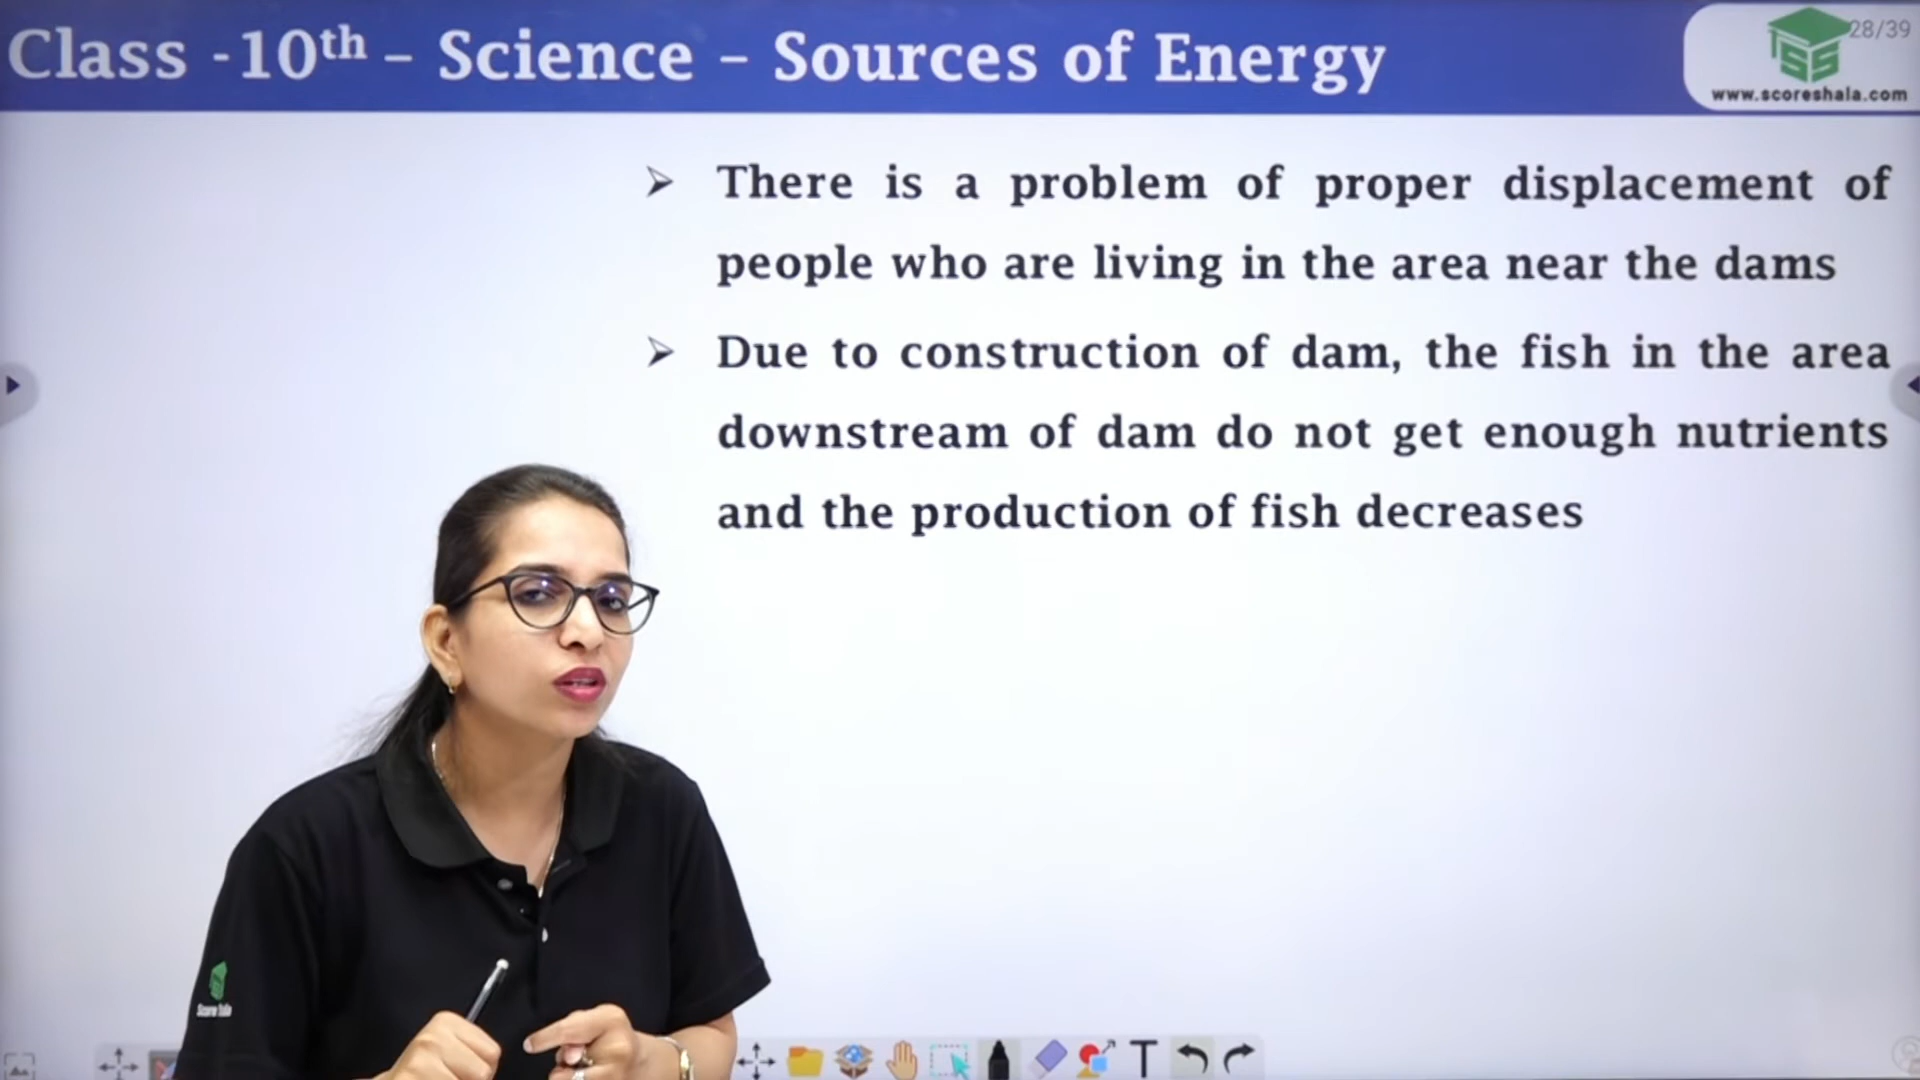 Class -10th – Science – Sources of Energy
28/39
www.scoreshala.com
➢ There is a problem of proper displacement of
people who are living in the area near the dams
➢ Due to construction of dam, the fish in the area
downstream of dam do not get enough nutrients
and the production of fish decreases
T